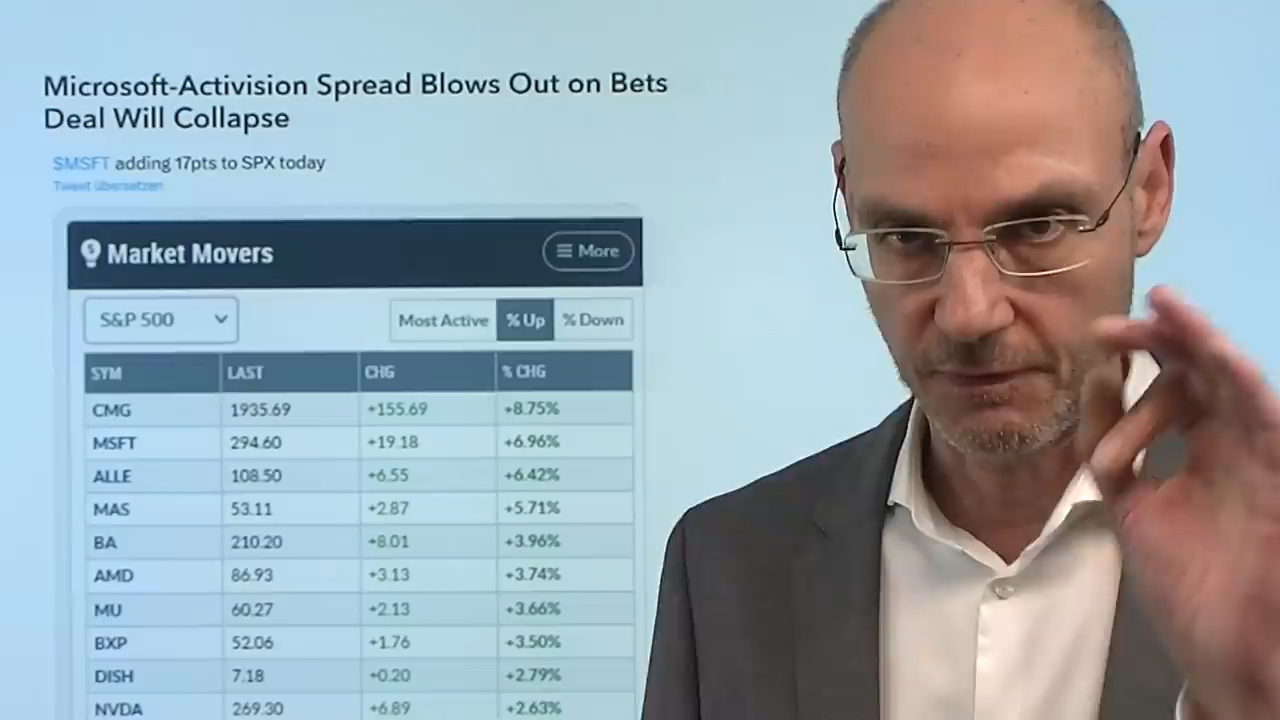 Microsoft-Activision Spread Blows Out on Bets
Deal Will Collapse
$MSFT adding 17pts to SPX today
Tweet übersetzen
Market Movers
More
S&P 500
Most Active % Up % Down
SYM LAST CHG % CHG
CMG 1935.69 +155.69 +8.75%
MSFT 294.60 +19.18 +6.96%
ALLE 108.50 +6.55 +6.42%
MAS 53.11 +2.87 +5.71%
BA 210.20 +8.01 +3.96%
AMD 86.93 +3.13 +3.74%
MU 60.27 +2.13 +3.66%
BXP 52.06 +1.76 +3.50%
DISH 7.18 +0.20 +2.79%
NVDA 269.30 +6.89 +2.63%